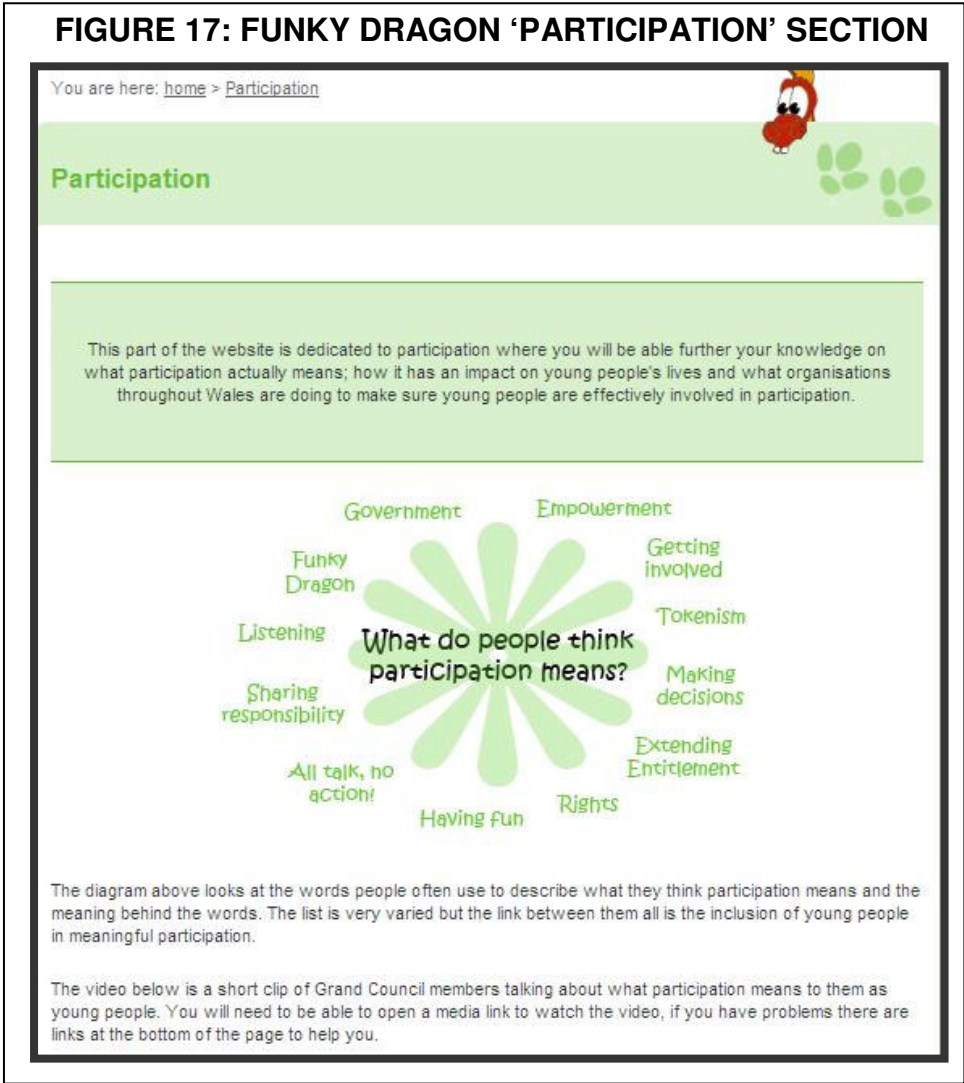 FIGURE 17: FUNKY DRAGON ‘PARTICIPATION’ SECTION
You are here: home > Participation
Participation
This part of the website is dedicated to participation where you will be able further your knowledge on
what participation actually means; how it has an impact on young people's lives and what organisations
throughout Wales are doing to make sure young people are effectively involved in participation.
Government
Empowerment
Getting
involved
Funky
Dragon
Tokenism
Listening
What do people think
participation means?
Making
decisions
Sharing
responsibility
Extending
Entitlement
All talk, no
action!
Rights
Having fun
The diagram above looks at the words people often use to describe what they think participation means and the
meaning behind the words. The list is very varied but the link between them all is the inclusion of young people
in meaningful participation.
The video below is a short clip of Grand Council members talking about what participation means to them as
young people. You will need to be able to open a media link to watch the video, if you have problems there are
links at the bottom of the page to help you.